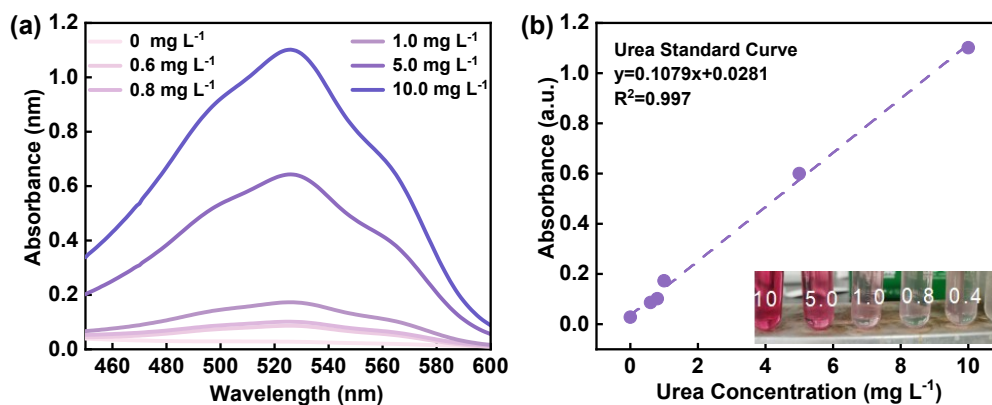 (a)
0 mg L-1
0.6 mg L-1
0.8 mg L-1
1.0 mg L-1
5.0 mg L-1
10.0 mg L-1
Absorbance (nm)
1.2
1.0
0.8
0.6
0.4
0.2
0.0
460 480 500 520 540 560 580 600
Wavelength (nm)
(b)
Urea Standard Curve
y=0.1079x+0.0281
R²=0.997
Absorbance (a.u.)
1.2
1.0
0.8
0.6
0.4
0.2
0.0
10 5.0 1.0 0.8 0.4
0 2 4 6 8 10
Urea Concentration (mg L-1)